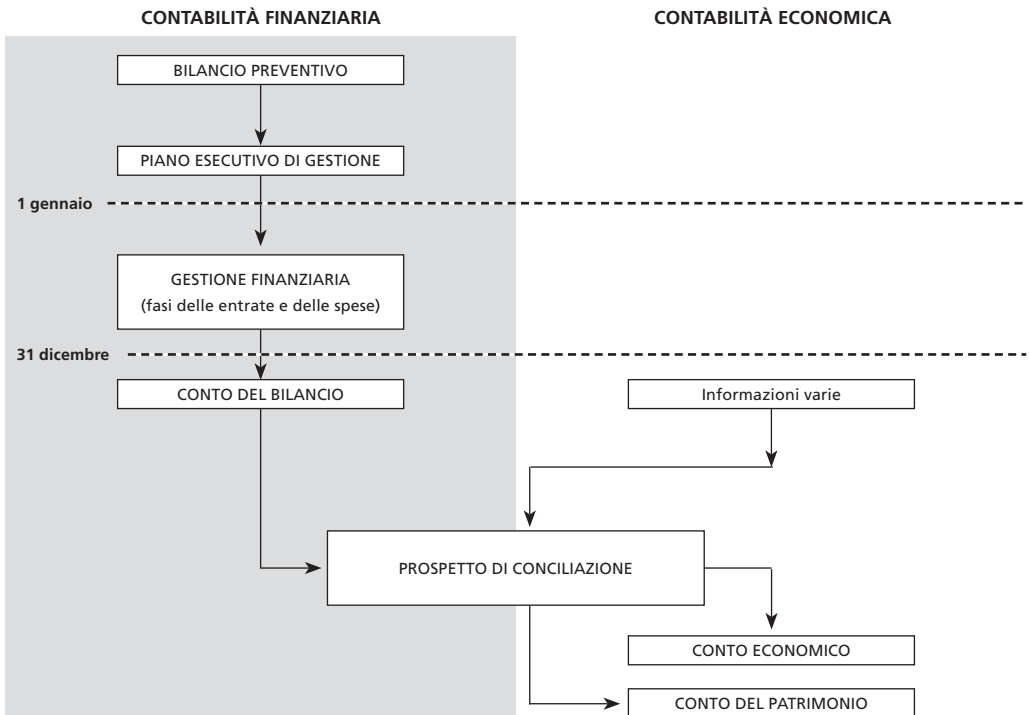 CONTABILITÀ FINANZIARIA
CONTABILITÀ ECONOMICA
BILANCIO PREVENTIVO
PIANO ESECUTIVO DI GESTIONE
1 gennaio
GESTIONE FINANZIARIA
(fasi delle entrate e delle spese)
31 dicembre
CONTO DEL BILANCIO
Informazioni varie
PROSPETTO DI CONCILIAZIONE
CONTO ECONOMICO
CONTO DEL PATRIMONIO